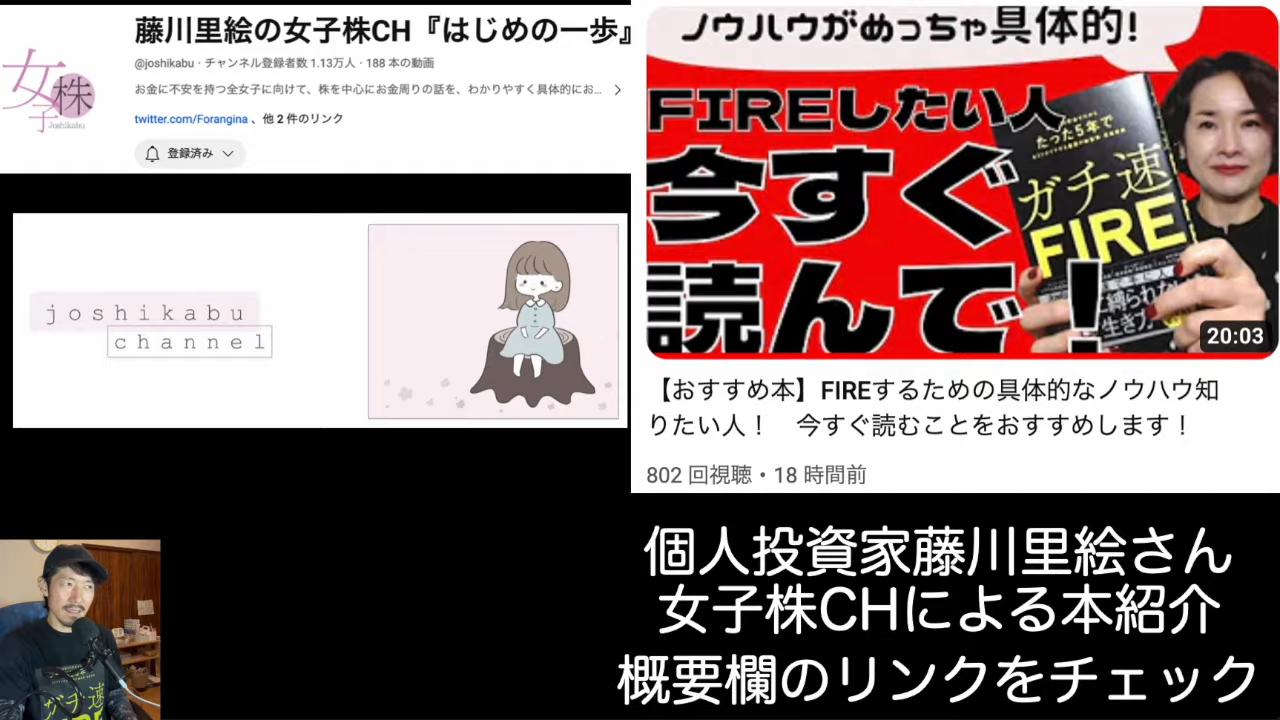 藤川里絵の女子株CH『はじめの一歩』
@joshikabu · チャンネル登録者数 1.13万人 · 188 本の動画
お金に不安を持つ全女子に向けて、株を中心にお金周りの話を、わかりやすく具体的にお...
twitter.com/Forangina 、他 2 件のリンク
登録済み
女子株
Joshikabu
joshikabu
channel
ノウハウがめっちゃ具体的!
FIREしたい人
今すぐ
読んで!
たった5年で
ガチ速
FIRE
縛られない
生き方
20:03
【おすすめ本】FIREするための具体的なノウハウ知
りたい人！ 今すぐ読むことをおすすめします！
802 回視聴・18 時間前
個人投資家藤川里絵さん
女子株CHによる本紹介
概要欄のリンクをチェック
ガチ速
FIRE